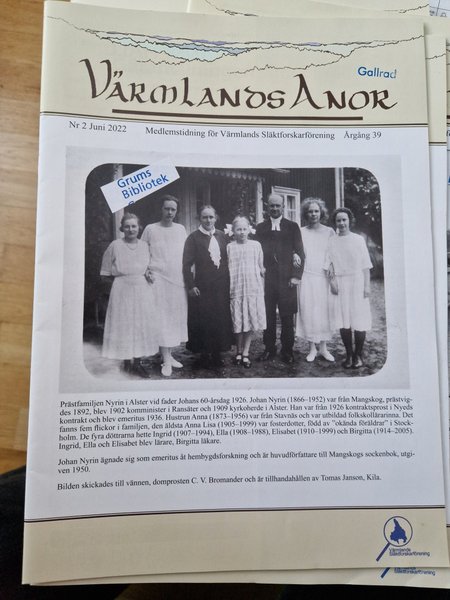 Gallrad
VÄRMLANDSANOR
Nr 2 Juni 2022 Medlemstidning för Värmlands Släktforskarförening Årgång 39
Grums
Bibliotek
Prästfamiljen Nyrin i Alster vid fader Johans 60-årsdag 1926. Johan Nyrin (1866–1952) var från Mangskog, prästvig-
des 1892, blev 1902 komminister i Ransäter och 1909 kyrkoherde i Alster. Han var från 1926 kontraktsprost i Nyeds
kontrakt och blev emeritus 1936. Hustrun Anna (1873–1956) var från Stavnäs och var utbildad folkskollärarinna. Det
fanns fem flickor i familjen, den äldsta Anna Lisa (1905–1999) var fosterdotter, född av "okända föräldrar" i Stock-
holm. De fyra döttrarna hette Ingrid (1907–1994), Ella (1908–1988), Elisabet (1910–1999) och Birgitta (1914–2005).
Ingrid, Ella och Elisabet blev lärare, Birgitta läkare.
Johan Nyrin ägnade sig som emeritus åt hembygdsforskning och är huvudförfattare till Mangskogs sockenbok, utgi-
ven 1950.
Bilden skickades till vännen, domprosten C. V. Bromander och är tillhandahållen av Tomas Janson, Kila.
värmlands
släktforskarförening
släktforskarförening